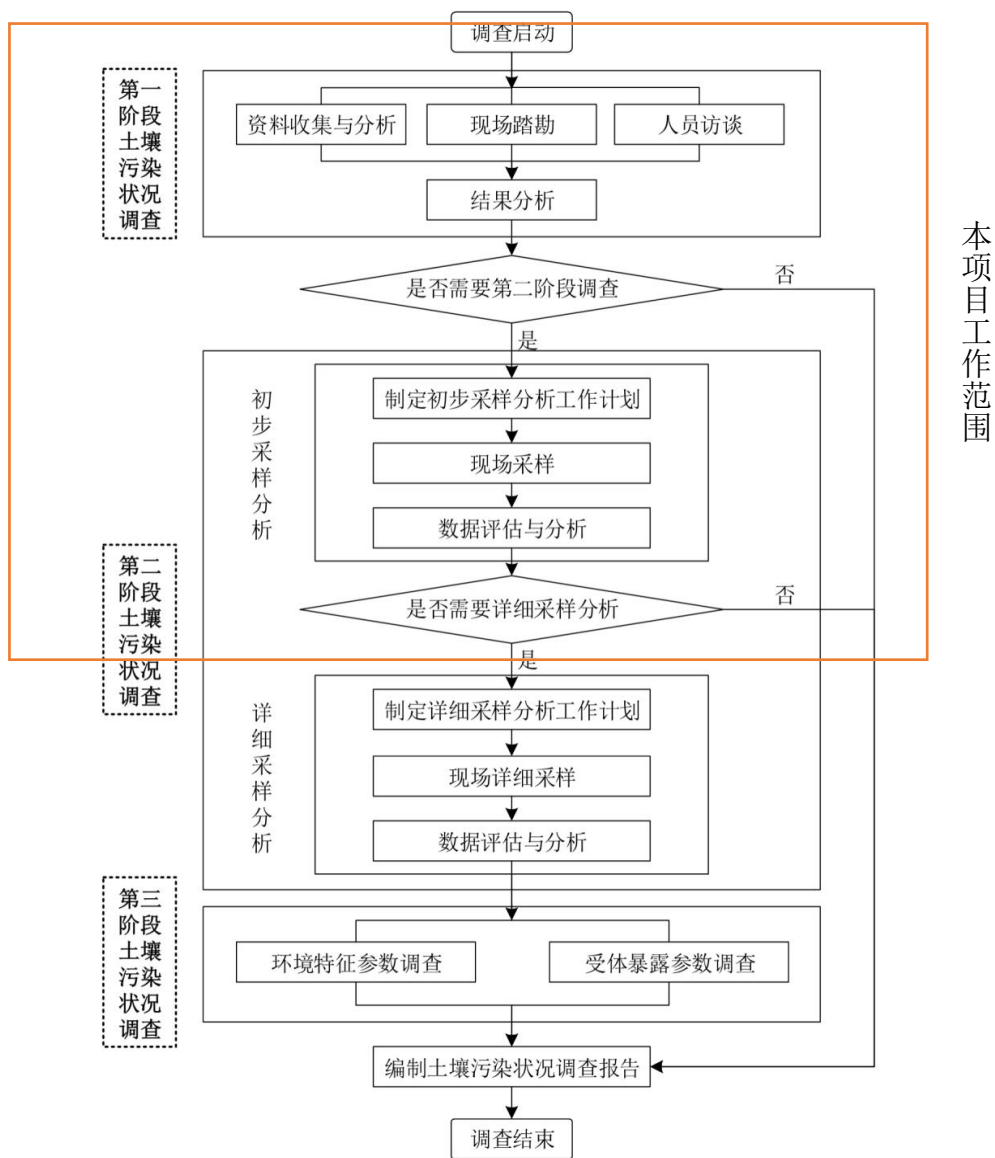 调查启动
第一
阶段
土壤
污染
状况
调查
资料收集与分析
现场踏勘
人员访谈
结果分析
是否需要第二阶段调查
否
是
本项目工作范围
初步采样分析
制定初步采样分析工作计划
现场采样
数据评估与分析
第二
阶段
土壤
污染
状况
调查
是否需要详细采样分析
否
是
详细采样分析
制定详细采样分析工作计划
现场详细采样
数据评估与分析
第三
阶段
土壤
污染
状况
调查
环境特征参数调查
受体暴露参数调查
编制土壤污染状况调查报告
调查结束